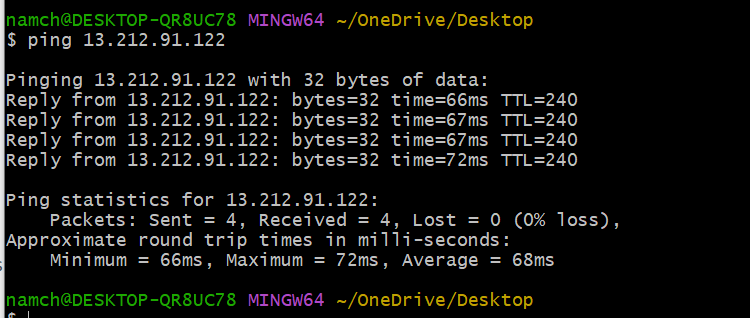 namch@DESKTOP-QR8UC78 MINGW64 ~/OneDrive/Desktop
$ ping 13.212.91.122
Pinging 13.212.91.122 with 32 bytes of data:
Reply from 13.212.91.122: bytes=32 time=66ms TTL=240
Reply from 13.212.91.122: bytes=32 time=67ms TTL=240
Reply from 13.212.91.122: bytes=32 time=67ms TTL=240
Reply from 13.212.91.122: bytes=32 time=72ms TTL=240
Ping statistics for 13.212.91.122:
    Packets: Sent = 4, Received = 4, Lost = 0 (0% loss),
Approximate round trip times in milli-seconds:
    Minimum = 66ms, Maximum = 72ms, Average = 68ms
namch@DESKTOP-QR8UC78 MINGW64 ~/OneDrive/Desktop
$